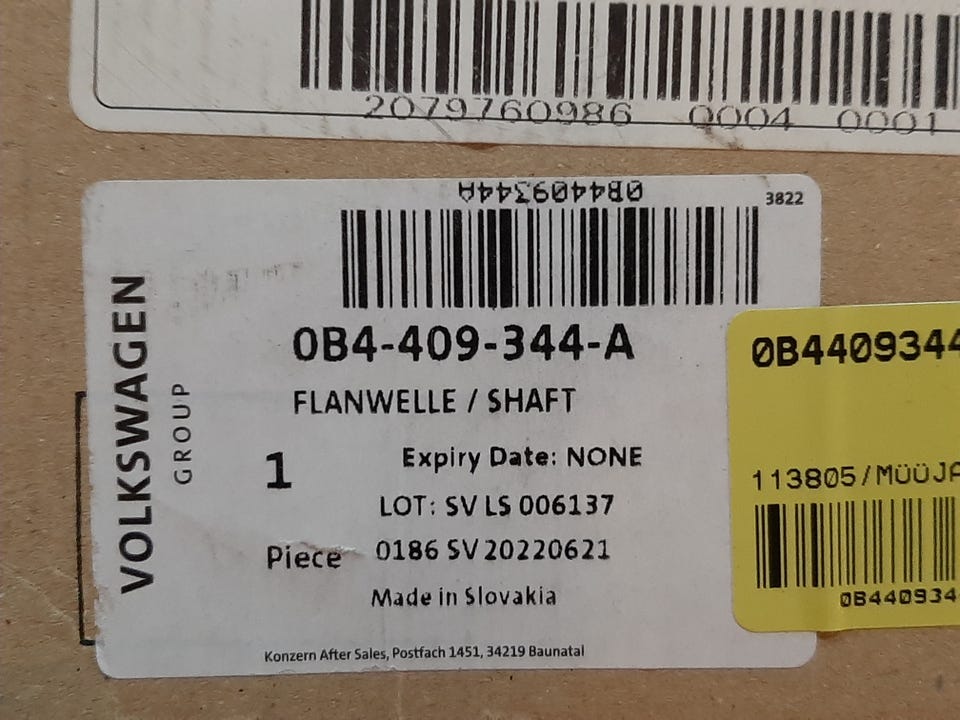 2079760986 0004 0001
0B4409344A
3822
VOLKSWAGEN
GROUP
0B4-409-344-A
FLANWELLE / SHAFT
1
Expiry Date: NONE
LOT: SV LS 006137
Piece
0186 SV 20220621
Made in Slovakia
Konzern After Sales, Postfach 1451, 34219 Baunatal
0B4409344
113805/MÜÜJA
0B440934